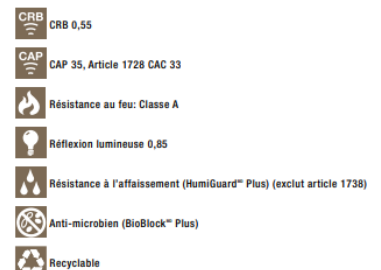 CRB
CRB 0,55
CAP
CAP 35, Article 1728 CAC 33
Résistance au feu: Classe A
Réflexion lumineuse 0,85
Résistance à l'affaissement (HumiGuard™ Plus) (exclut article 1738)
Anti-microbien (BioBlock™ Plus)
Recyclable